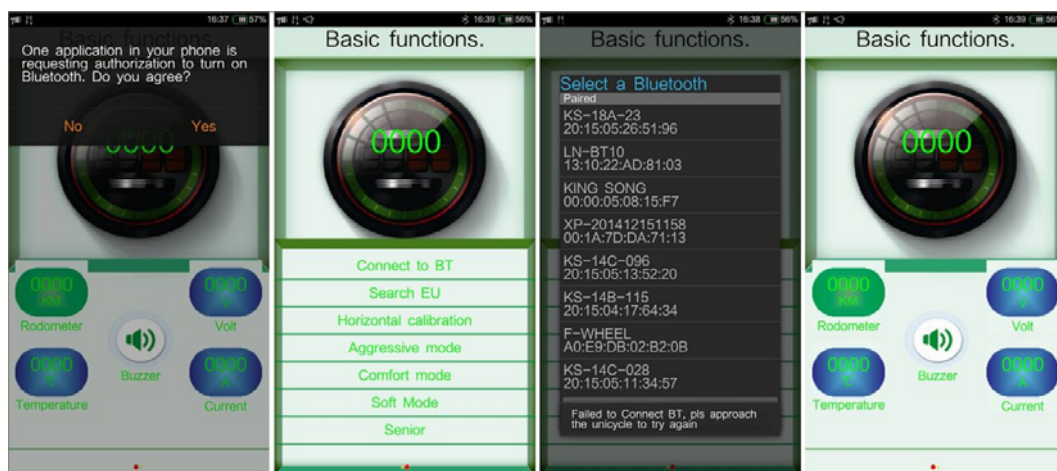 16:37 57%
One application in your phone is
requesting authorization to turn on
Bluetooth. Do you agree?
No Yes
0000
KM
Rodometer
0000
V
Volt
Buzzer
0000
Temperature
0000
A
Current
16:39 56%
Basic functions.
0000
Connect to BT
Search EU
Horizontal calibration
Aggressive mode
Comfort mode
Soft Mode
Senior
16:38 56%
Basic functions.
Select a Bluetooth
Paired
KS-18A-23
20:15:05:26:51:96
LN-BT10
13:10:22:AD:81:03
KING SONG
00:00:05:08:15:F7
XP-201412151158
00:1A:7D:DA:71:13
KS-14C-096
20:15:05:13:52:20
KS-14B-115
20:15:04:17:64:34
F-WHEEL
A0:E9:DB:02:B2:0B
KS-14C-028
20:15:05:11:34:57
Failed to Connect BT, pls approach
the unicycle to try again
16:39
Basic functions.
0000
0000
KM
Rodometer
0000
V
Volt
Buzzer
0000
Temperature
0000
A
Current